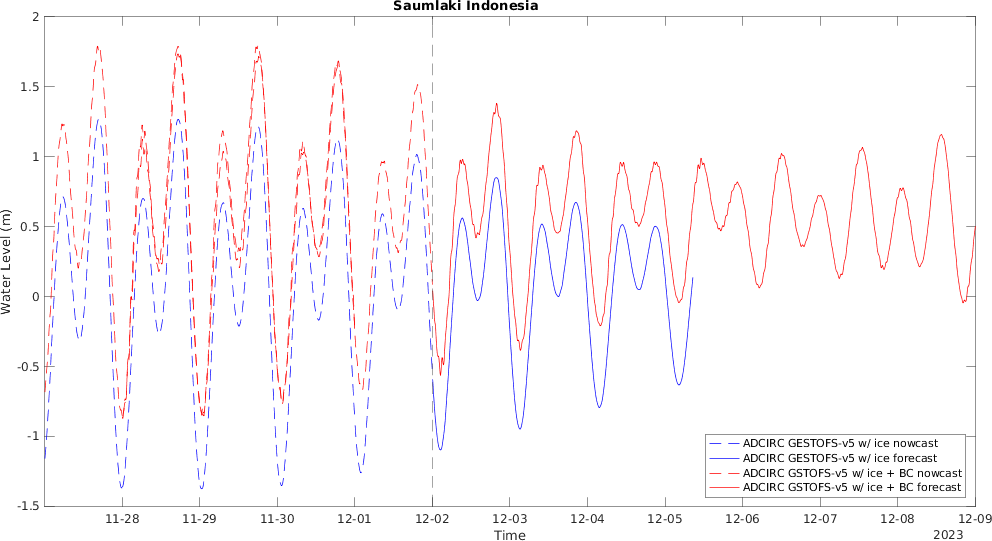 Saumlaki Indonesia
2
1.5
1
0.5
0
-0.5
-1
-1.5
Water Level (m)
ADCIRC GESTOFS-v5 w/ ice nowcast
ADCIRC GESTOFS-v5 w/ ice forecast
ADCIRC GSTOFS-v5 w/ ice + BC nowcast
ADCIRC GSTOFS-v5 w/ ice + BC forecast
11-28 11-29 11-30 12-01 12-02 12-03 12-04 12-05 12-06 12-07 12-08 12-09
Time
2023